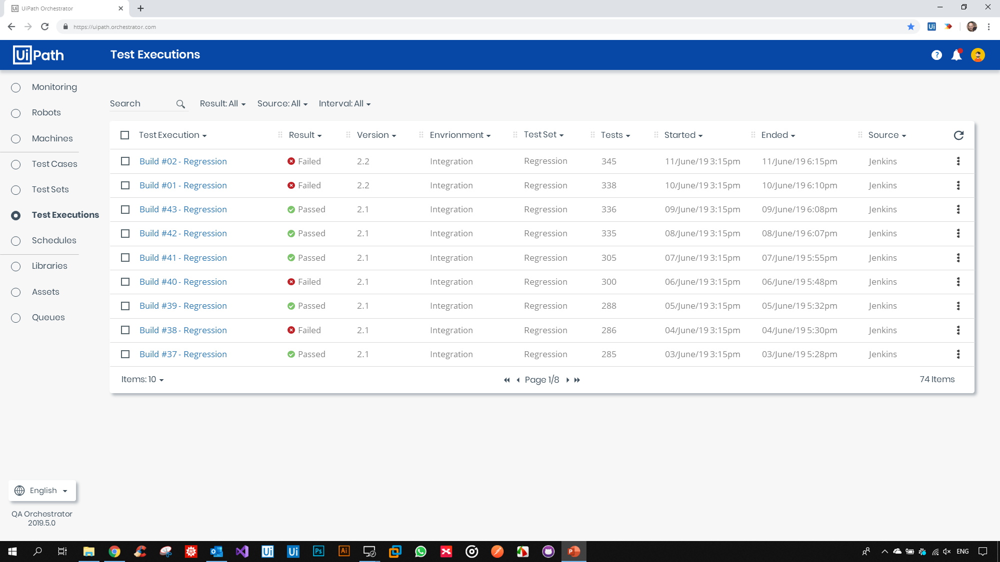 Ui UiPath Orchestrator
https://uipath.orchestrator.com
Ui
UiPath Test Executions
?
Monitoring
Robots
Machines
Test Cases
Test Sets
Test Executions
Schedules
Libraries
Assets
Queues
Search Result: All Source: All Interval: All
Test Execution Result Version Envrionment Test Set Tests Started Ended Source
Build #02 - Regression Failed 2.2 Integration Regression 345 11/June/19 3:15pm 11/June/19 6:15pm Jenkins
Build #01 - Regression Failed 2.2 Integration Regression 338 10/June/19 3:15pm 10/June/19 6:10pm Jenkins
Build #43 - Regression Passed 2.1 Integration Regression 336 09/June/19 3:15pm 09/June/19 6:08pm Jenkins
Build #42 - Regression Passed 2.1 Integration Regression 335 08/June/19 3:15pm 08/June/19 6:07pm Jenkins
Build #41 - Regression Passed 2.1 Integration Regression 305 07/June/19 3:15pm 07/June/19 5:55pm Jenkins
Build #40 - Regression Failed 2.1 Integration Regression 300 06/June/19 3:15pm 06/June/19 5:48pm Jenkins
Build #39 - Regression Passed 2.1 Integration Regression 288 05/June/19 3:15pm 05/June/19 5:32pm Jenkins
Build #38 - Regression Failed 2.1 Integration Regression 286 04/June/19 3:15pm 04/June/19 5:30pm Jenkins
Build #37 - Regression Passed 2.1 Integration Regression 285 03/June/19 3:15pm 03/June/19 5:28pm Jenkins
Items: 10 Page 1/8 74 Items
English
QA Orchestrator
2019.5.0
Ui Ui Ps Ai P ENG